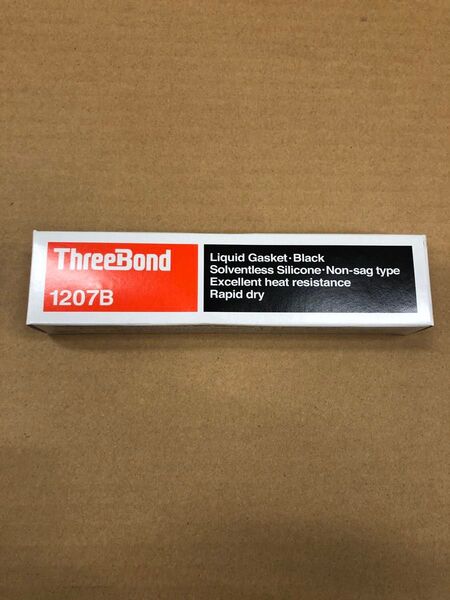 ThreeBond
1207B
Liquid Gasket·Black
Solventless Silicone·Non-sag type
Excellent heat resistance
Rapid dry